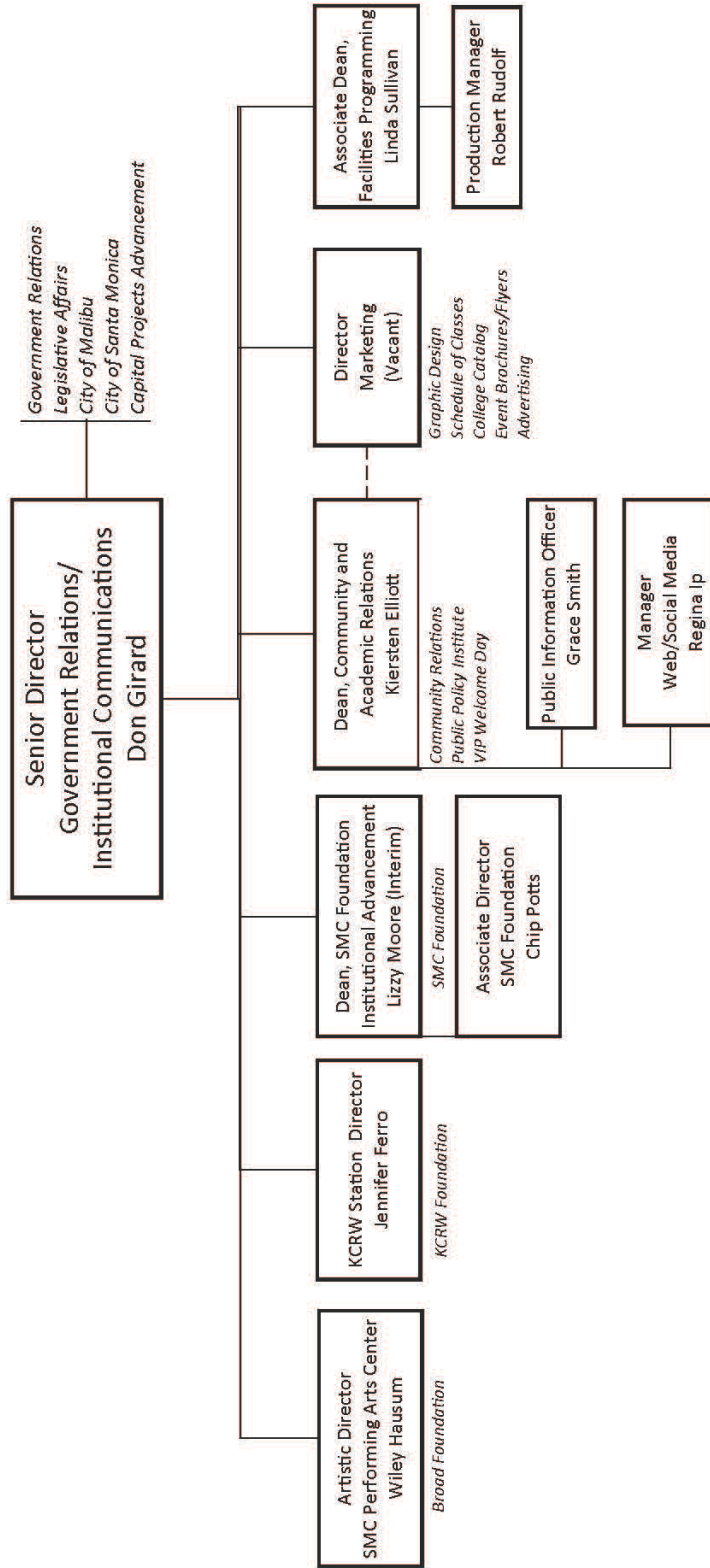 Senior Director
Government Relations/
Institutional Communications
Don Girard
Government Relations
Legislative Affairs
City of Malibu
City of Santa Monica
Capital Projects Advancement
Artistic Director
SMC Performing Arts Center
Wiley Hausum
Broad Foundation
KCRW Station Director
Jennifer Ferro
KCRW Foundation
Dean, SMC Foundation
Institutional Advancement
Lizzy Moore (Interim)
SMC Foundation
Associate Director
SMC Foundation
Chip Potts
Dean, Community and
Academic Relations
Kiersten Elliott
Community Relations
Public Policy Institute
VIP Welcome Day
Public Information Officer
Grace Smith
Manager
Web/Social Media
Regina Ip
Director
Marketing
(Vacant)
Graphic Design
Schedule of Classes
College Catalog
Event Brochures/Flyers
Advertising
Associate Dean,
Facilities Programming
Linda Sullivan
Production Manager
Robert Rudolf